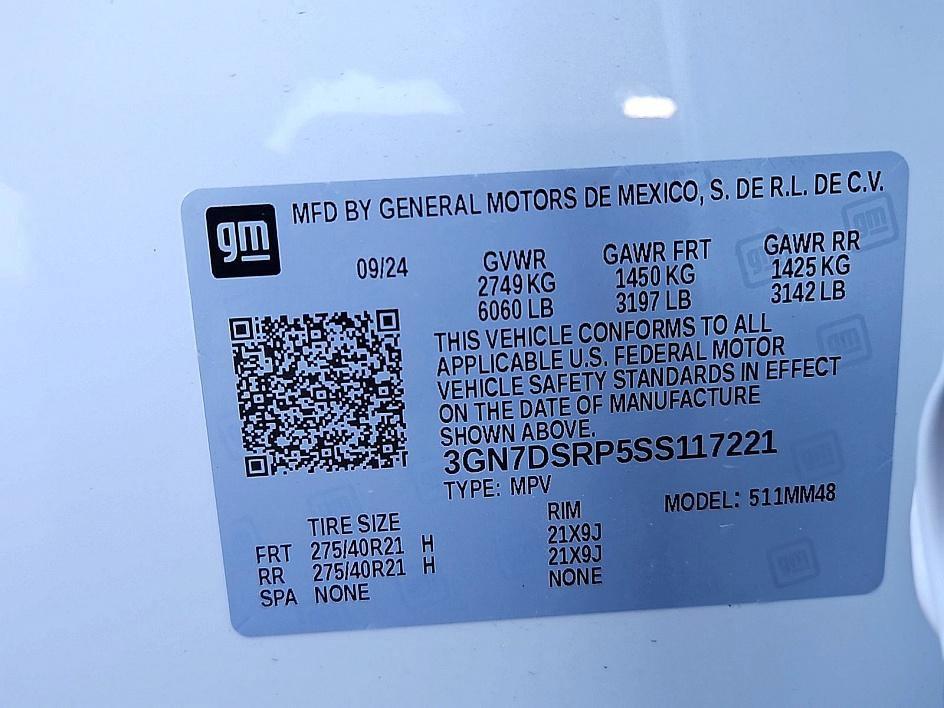 gm
MFD BY GENERAL MOTORS DE MEXICO, S. DE R.L. DE C.V.
09/24
GVWR GAWR FRT GAWR RR
2749 KG 1450 KG 1425 KG
6060 LB 3197 LB 3142 LB
THIS VEHICLE CONFORMS TO ALL
APPLICABLE U.S. FEDERAL MOTOR
VEHICLE SAFETY STANDARDS IN EFFECT
ON THE DATE OF MANUFACTURE
SHOWN ABOVE.
3GN7DSRP5SS117221
TYPE: MPV MODEL: 511MM48
TIRE SIZE RIM
FRT 275/40R21 H 21X9J
RR 275/40R21 H 21X9J
SPA NONE NONE